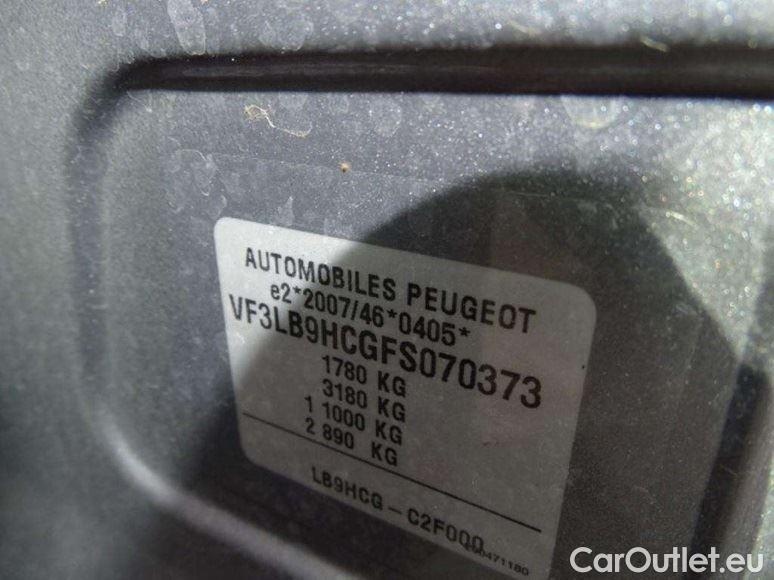 AUTOMOBILES PEUGEOT
e2*2007/46*0405*
VF3LB9HCGFS070373
1780 KG
3180 KG
1 1000 KG
2 890 KG
LB9HCG - C2F000
CarOutlet.eu